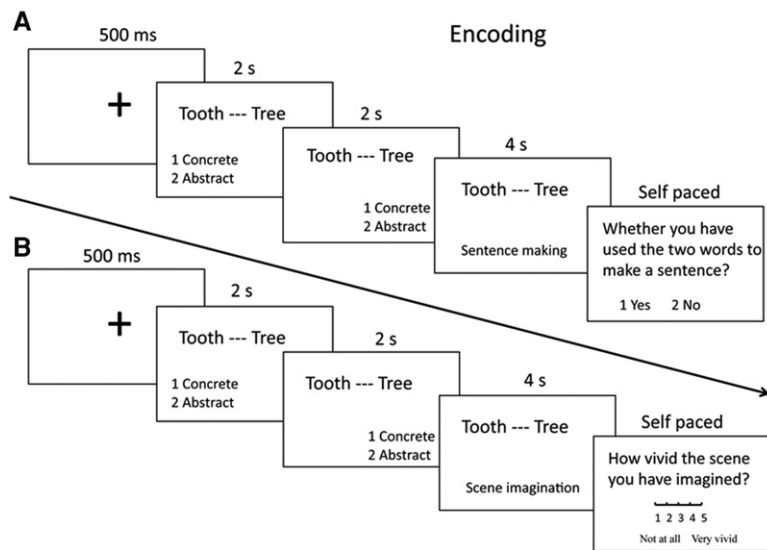 A
Encoding
500 ms
2 s
2 s
4 s
Self paced
+
Tooth --- Tree
1 Concrete
2 Abstract
Tooth --- Tree
1 Concrete
2 Abstract
Tooth --- Tree
Sentence making
Whether you have
used the two words to
make a sentence?
1 Yes 2 No
B
500 ms
2 s
2 s
4 s
Self paced
+
Tooth --- Tree
1 Concrete
2 Abstract
Tooth --- Tree
1 Concrete
2 Abstract
Tooth --- Tree
Scene imagination
How vivid the scene
you have imagined?
1 2 3 4 5
Not at all Very vivid